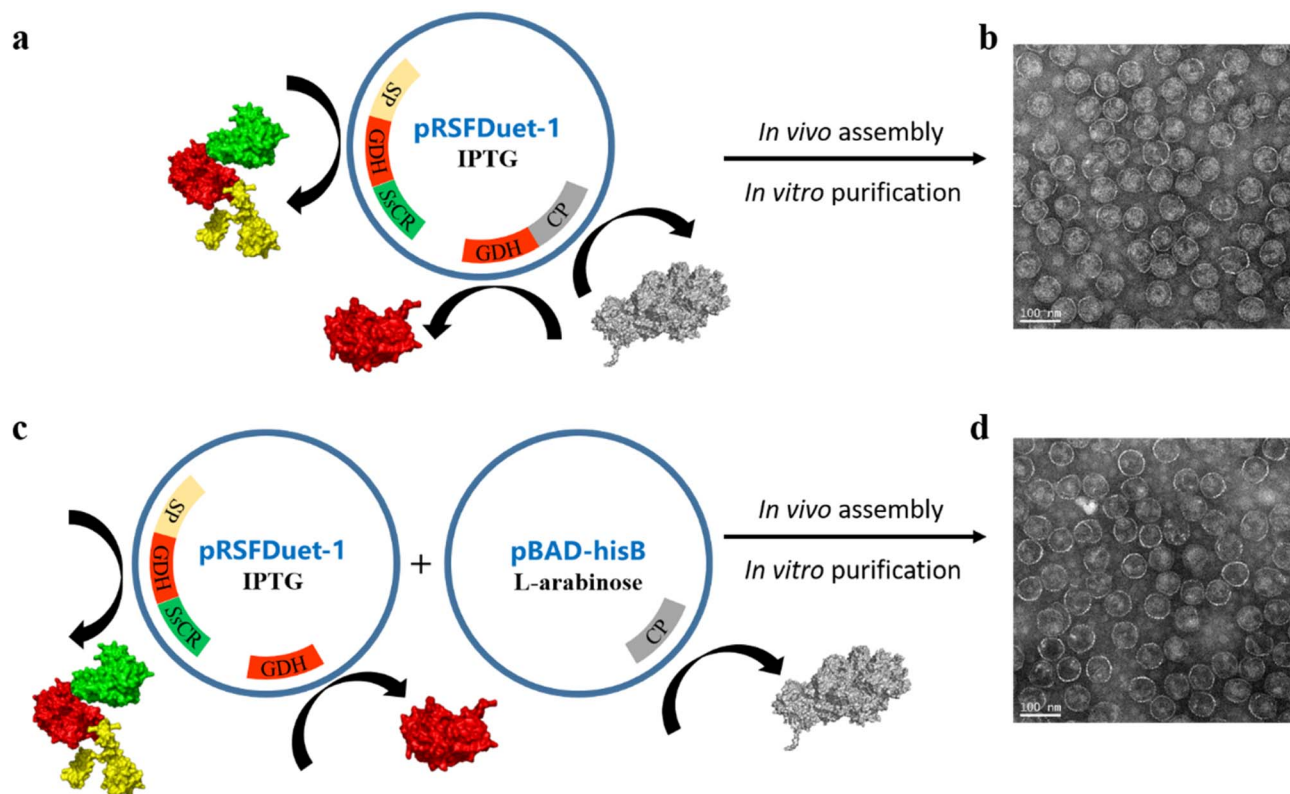 a
SP
GDH
SsCR
pRSFDuet-1
IPTG
GDH
CP
In vivo assembly
In vitro purification
b
100 nm
c
SP
GDH
SsCR
pRSFDuet-1
IPTG
GDH
+
pBAD-hisB
L-arabinose
CP
In vivo assembly
In vitro purification
d
100 nm